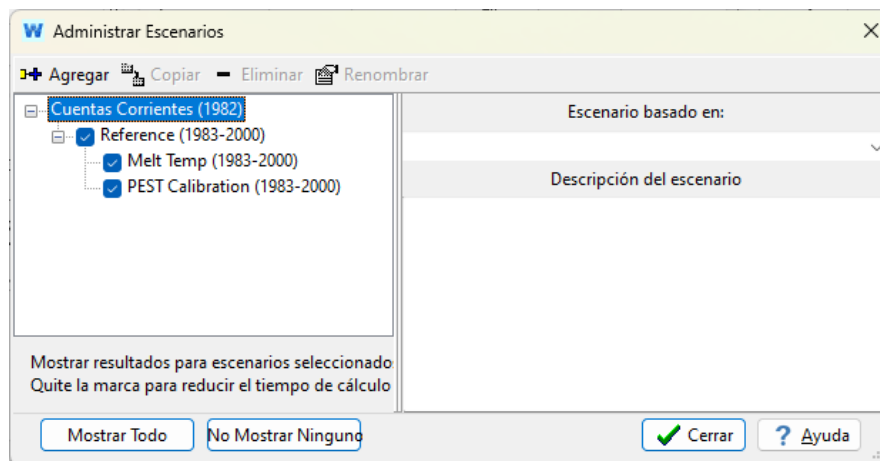 W Administrar Escenarios
Agregar Copiar Eliminar Renombrar
Cuentas Corrientes (1982)
Reference (1983-2000)
Melt Temp (1983-2000)
PEST Calibration (1983-2000)
Escenario basado en:
Descripción del escenario
Mostrar resultados para escenarios seleccionado
Quite la marca para reducir el tiempo de cálculo
Mostrar Todo No Mostrar Ninguno Cerrar ? Ayuda